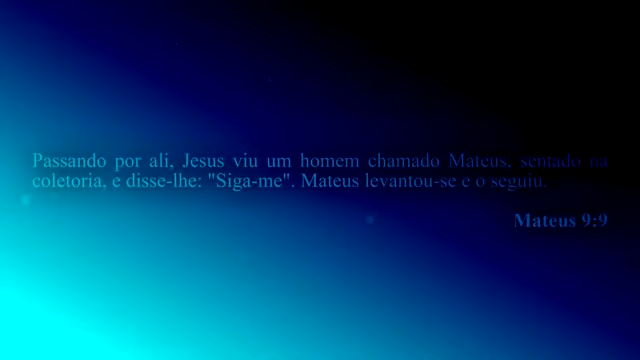 Passando por ali, Jesus viu um homem chamado Mateus, sentado na
coletoria, e disse-lhe: "Siga-me". Mateus levantou-se e o seguiu.
Mateus 9:9